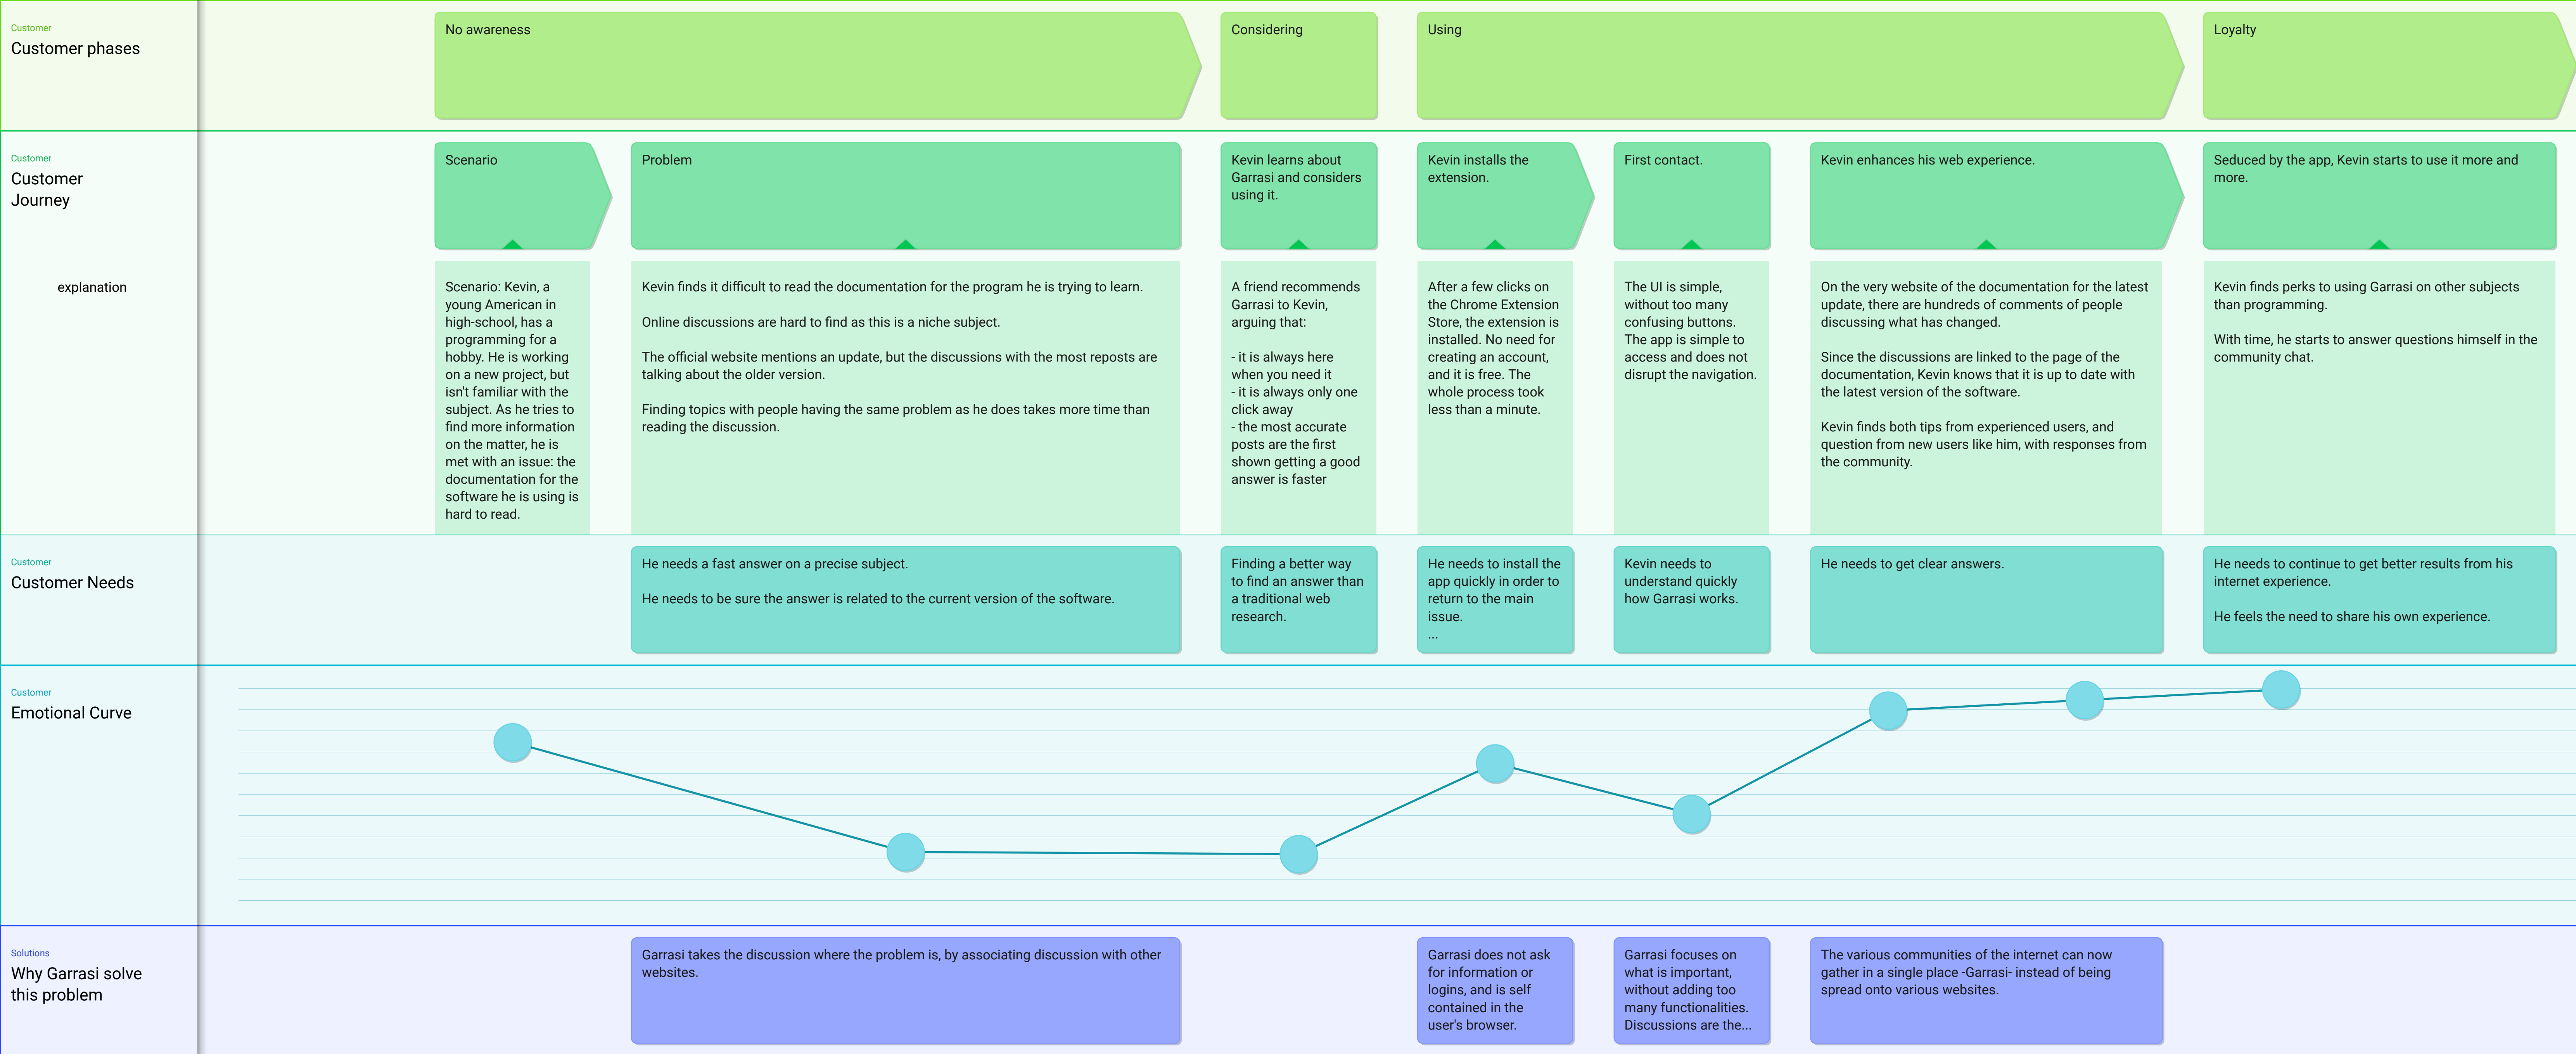 Customer
Customer phases
No awareness
Considering
Using
Loyalty
Customer
Customer
Journey
Scenario
Problem
Kevin learns about
Garrasi and considers
using it.
Kevin installs the
extension.
First contact.
Kevin enhances his web experience.
Seduced by the app, Kevin starts to use it more and
more.
explanation
Scenario: Kevin, a
young American in
high-school, has a
programming for a
hobby. He is working
on a new project, but
isn't familiar with the
subject. As he tries to
find more information
on the matter, he is
met with an issue: the
documentation for the
software he is using is
hard to read.
Kevin finds it difficult to read the documentation for the program he is trying to learn.
Online discussions are hard to find as this is a niche subject.
The official website mentions an update, but the discussions with the most reposts are
talking about the older version.
Finding topics with people having the same problem as he does takes more time than
reading the discussion.
A friend recommends
Garrasi to Kevin,
arguing that:
- it is always here
when you need it
- it is always only one
click away
- the most accurate
posts are the first
shown getting a good
answer is faster
After a few clicks on
the Chrome Extension
Store, the extension is
installed. No need for
creating an account,
and it is free. The
whole process took
less than a minute.
The UI is simple,
without too many
confusing buttons.
The app is simple to
access and does not
disrupt the navigation.
On the very website of the documentation for the latest
update, there are hundreds of comments of people
discussing what has changed.
Since the discussions are linked to the page of the
documentation, Kevin knows that it is up to date with
the latest version of the software.
Kevin finds both tips from experienced users, and
question from new users like him, with responses from
the community.
Kevin finds perks to using Garrasi on other subjects
than programming.
With time, he starts to answer questions himself in the
community chat.
Customer
Customer Needs
He needs a fast answer on a precise subject.
He needs to be sure the answer is related to the current version of the software.
Finding a better way
to find an answer than
a traditional web
research.
He needs to install the
app quickly in order to
return to the main
issue.
...
Kevin needs to
understand quickly
how Garrasi works.
He needs to get clear answers.
He needs to continue to get better results from his
internet experience.
He feels the need to share his own experience.
Customer
Emotional Curve
Solutions
Why Garrasi solve
this problem
Garrasi takes the discussion where the problem is, by associating discussion with other
websites.
Garrasi does not ask
for information or
logins, and is self
contained in the
user's browser.
Garrasi focuses on
what is important,
without adding too
many functionalities.
Discussions are the...
The various communities of the internet can now
gather in a single place -Garrasi- instead of being
spread onto various websites.